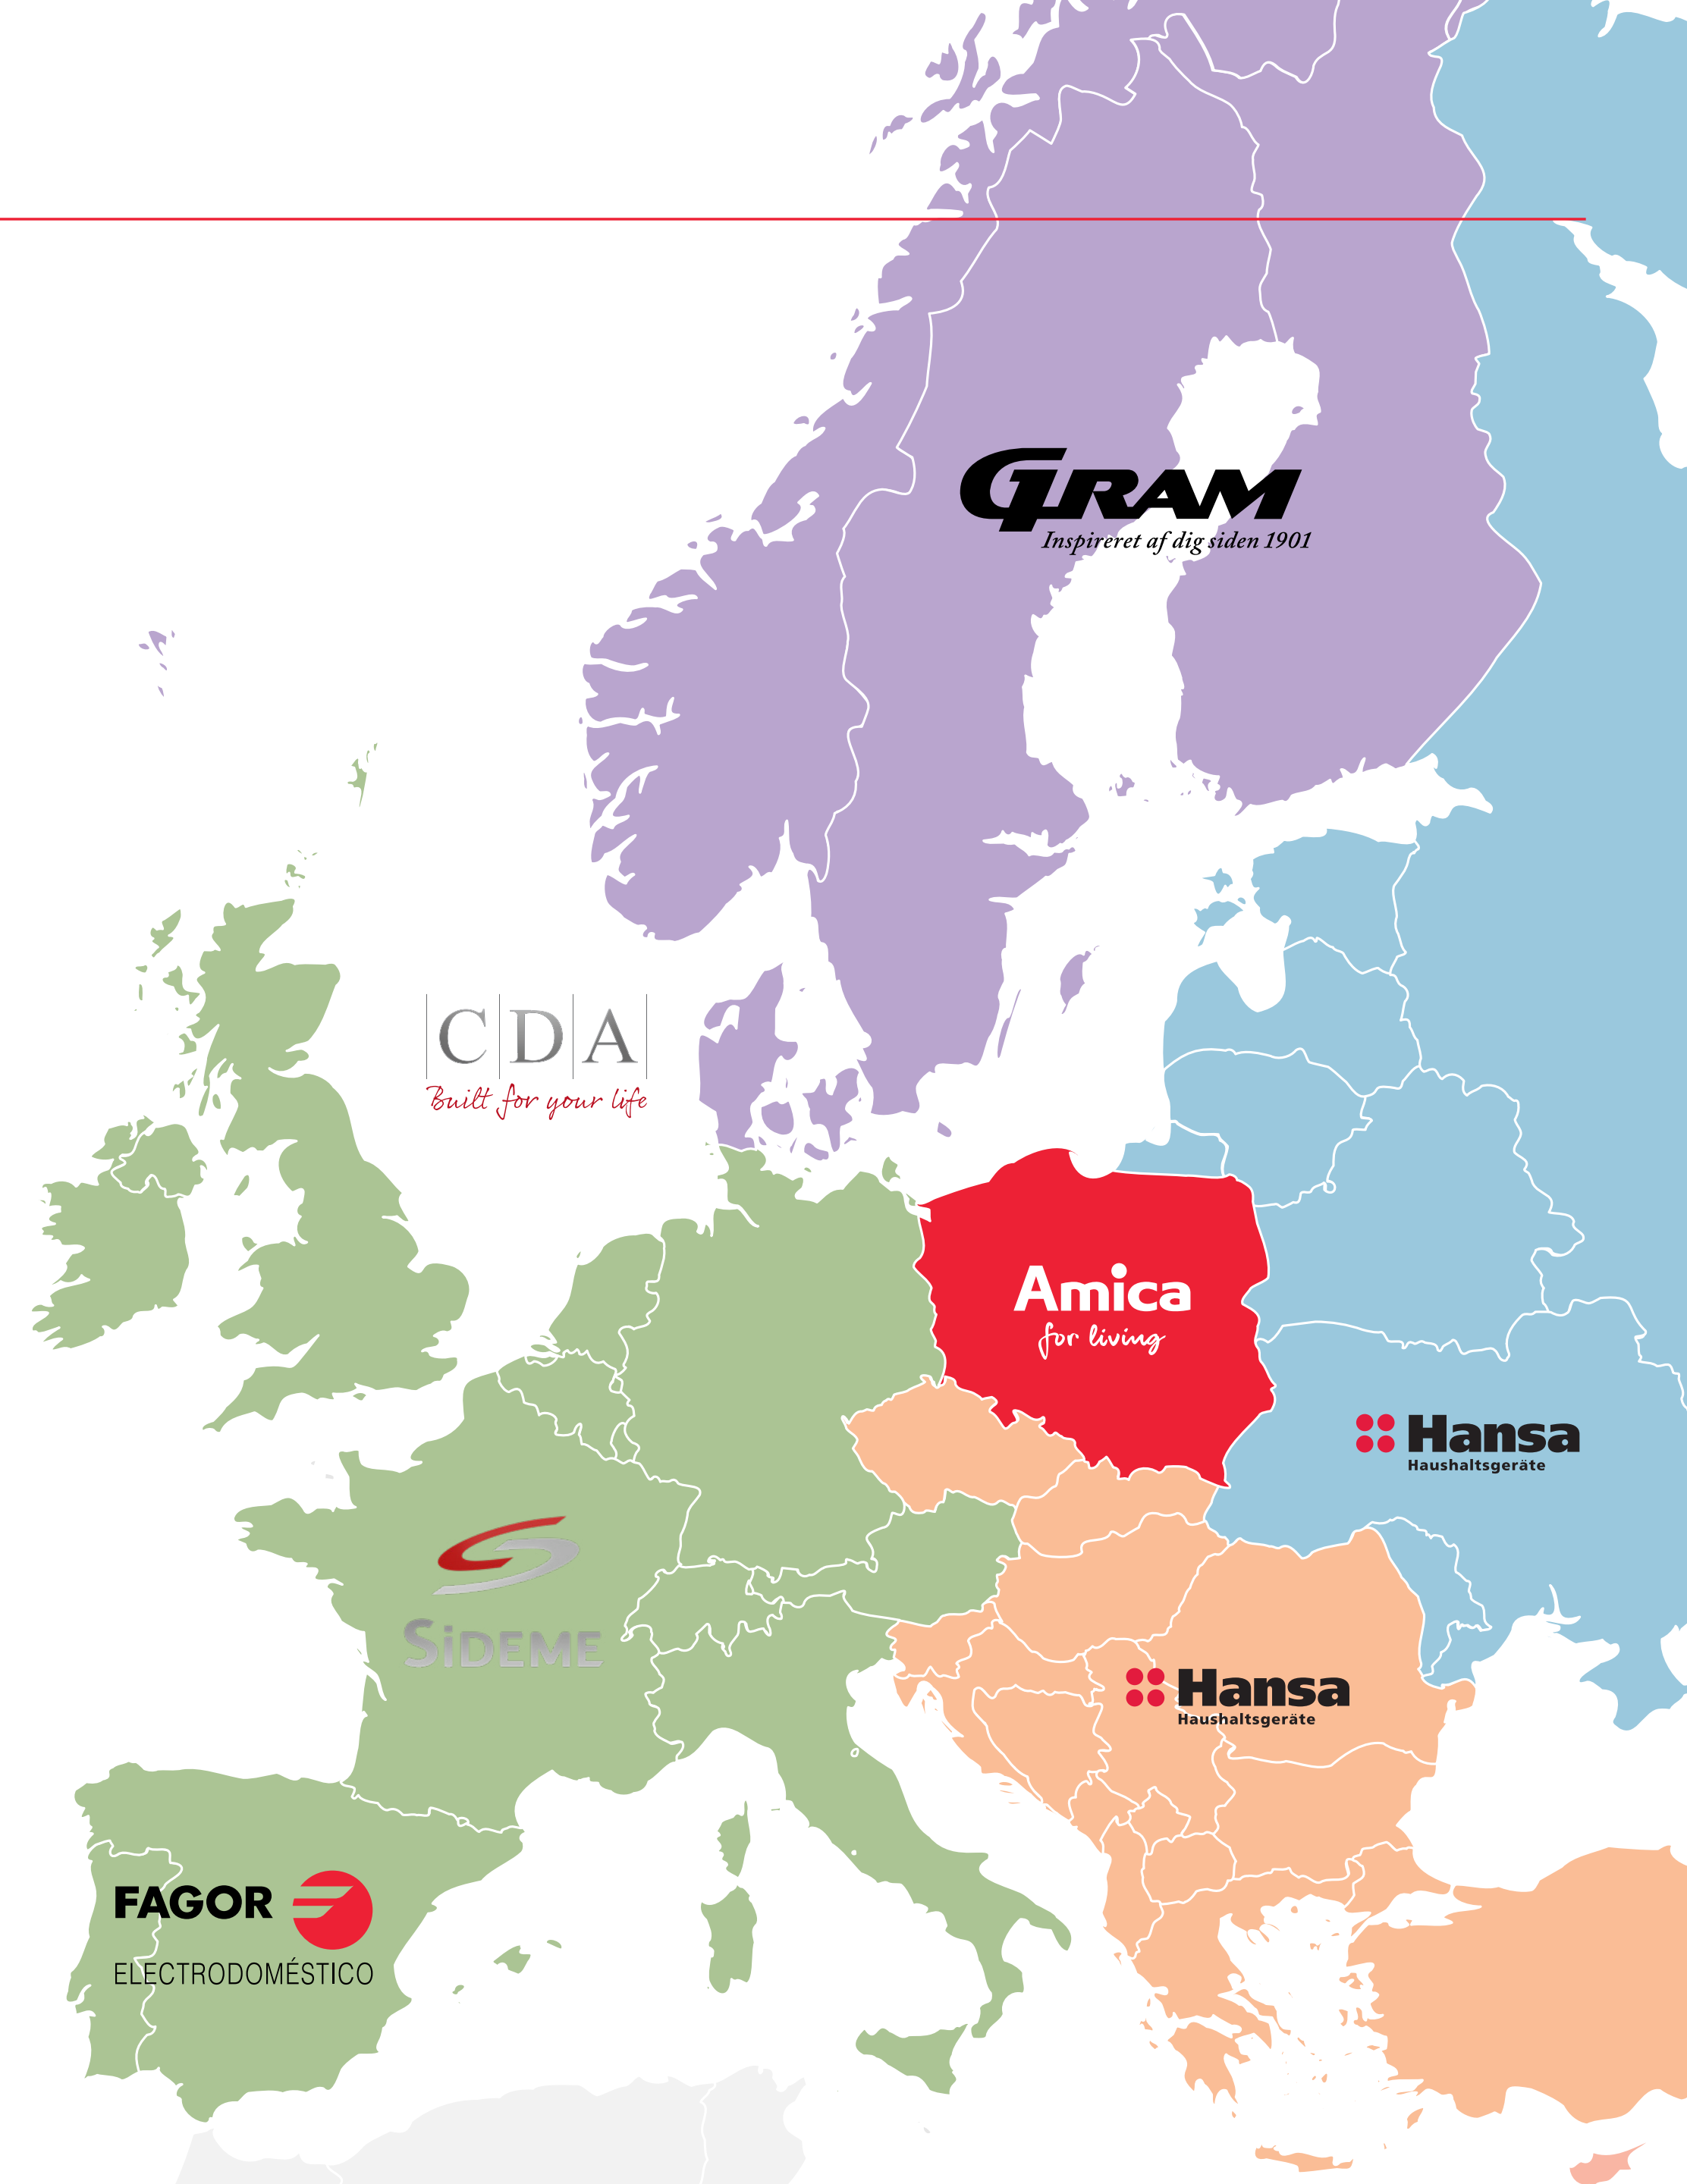 GRAM
Inspireret af dig siden 1901
CDA
Built for your life
Amica
for living
Hansa
Haushaltsgeräte
SiDEME
Hansa
Haushaltsgeräte
FAGOR
ELECTRODOMÉSTICO